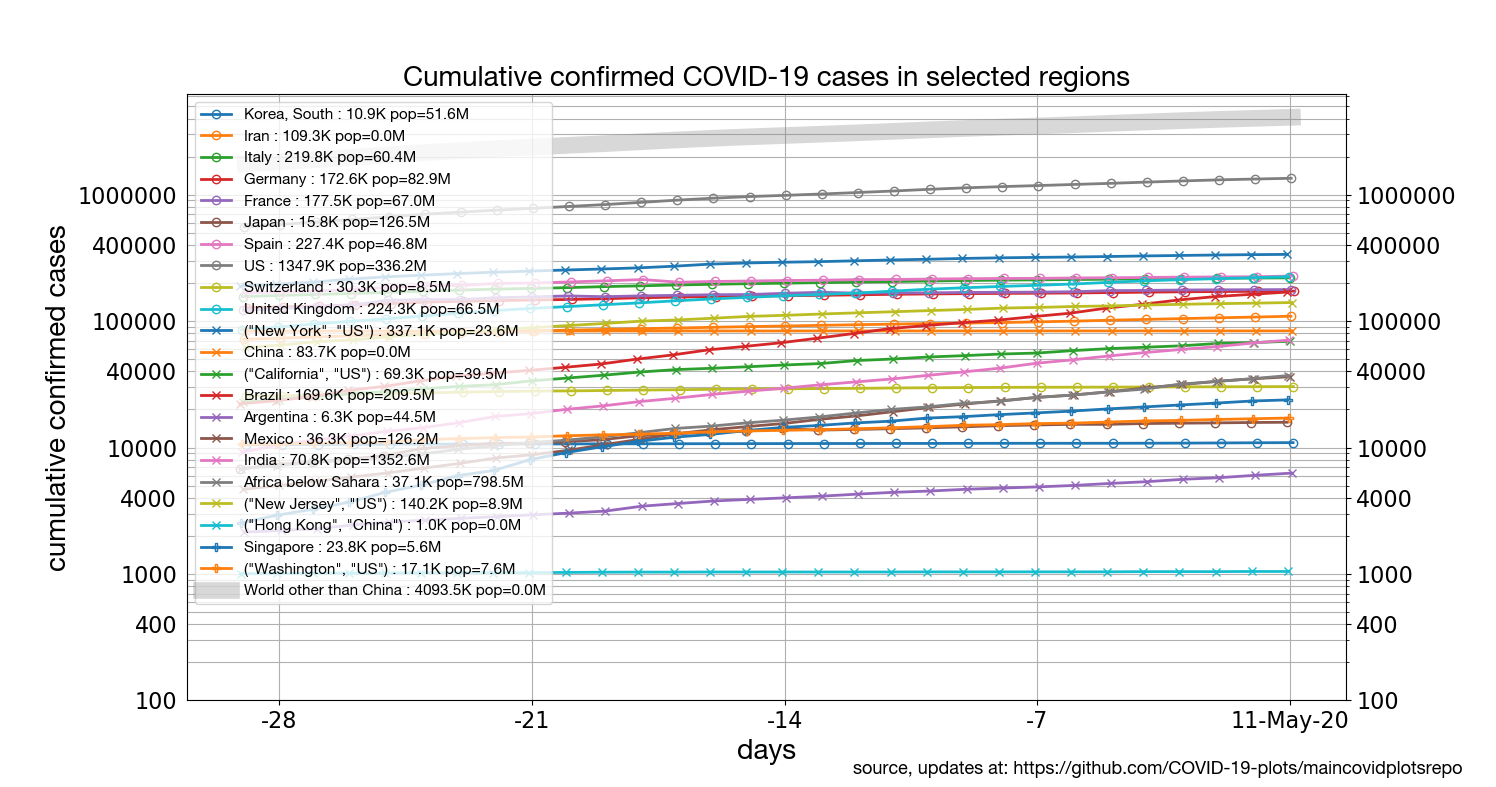 Cumulative confirmed COVID-19 cases in selected regions
Korea, South : 10.9K pop=51.6M
Iran : 109.3K pop=0.0M
Italy : 219.8K pop=60.4M
Germany : 172.6K pop=82.9M
France : 177.5K pop=67.0M
Japan : 15.8K pop=126.5M
Spain : 227.4K pop=46.8M
US : 1347.9K pop=336.2M
Switzerland : 30.3K pop=8.5M
United Kingdom : 224.3K pop=66.5M
("New York", "US") : 337.1K pop=23.6M
China : 83.7K pop=0.0M
("California", "US") : 69.3K pop=39.5M
Brazil : 169.6K pop=209.5M
Argentina : 6.3K pop=44.5M
Mexico : 36.3K pop=126.2M
India : 70.8K pop=1352.6M
Africa below Sahara : 37.1K pop=798.5M
("New Jersey", "US") : 140.2K pop=8.9M
("Hong Kong", "China") : 1.0K pop=0.0M
Singapore : 23.8K pop=5.6M
("Washington", "US") : 17.1K pop=7.6M
World other than China : 4093.5K pop=0.0M
cumulative confirmed cases
1000000
400000
100000
40000
10000
4000
1000
400
100
1000000
400000
100000
40000
10000
4000
1000
400
100
-28 -21 -14 -7 11-May-20
days
source, updates at: https://github.com/COVID-19-plots/maincovidplotsrepo